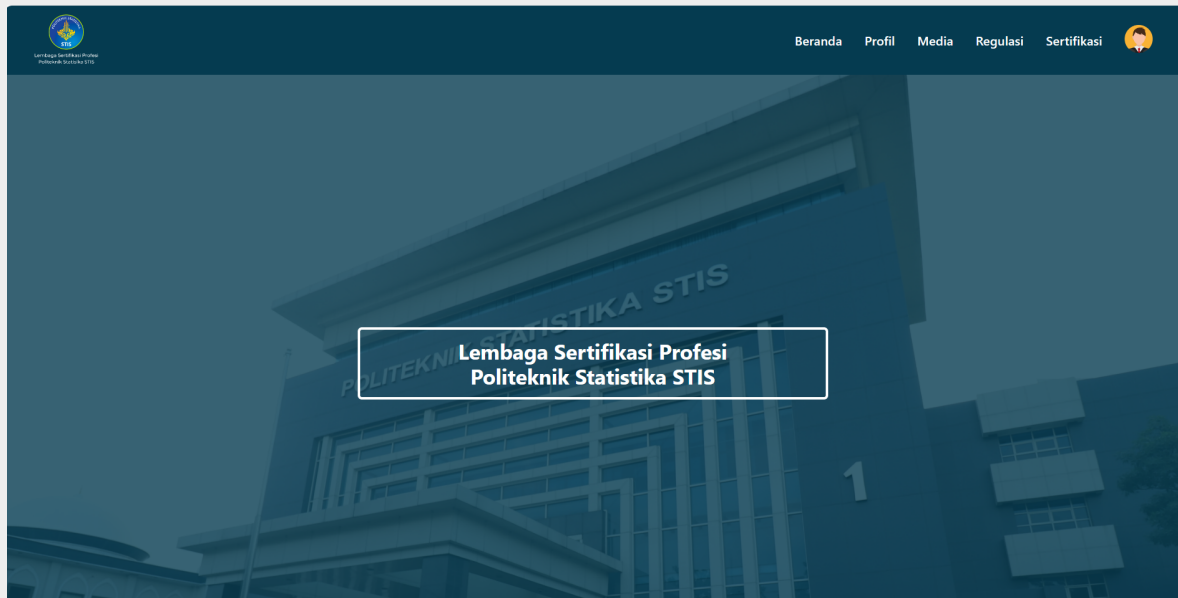 STIS
Lembaga Sertifikasi Profesi
Politeknik Statistika STIS
Beranda
Profil
Media
Regulasi
Sertifikasi
POLITEKNIK STATISTIKA STIS
Lembaga Sertifikasi Profesi
Politeknik Statistika STIS
1